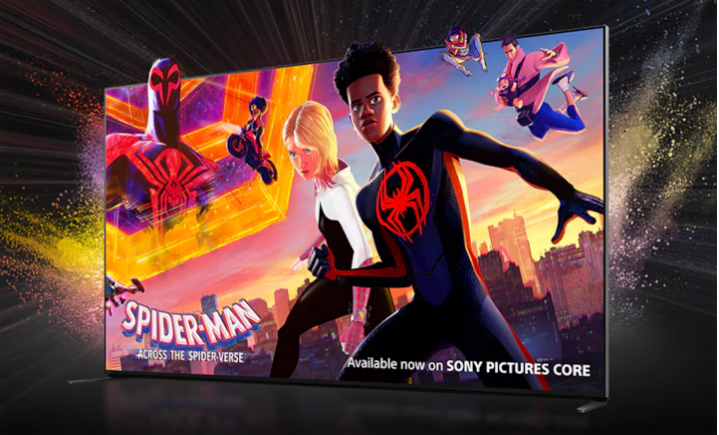 SPIDER-MAN
ACROSS THE SPIDER-VERSE
Available now on SONY PICTURES CORE